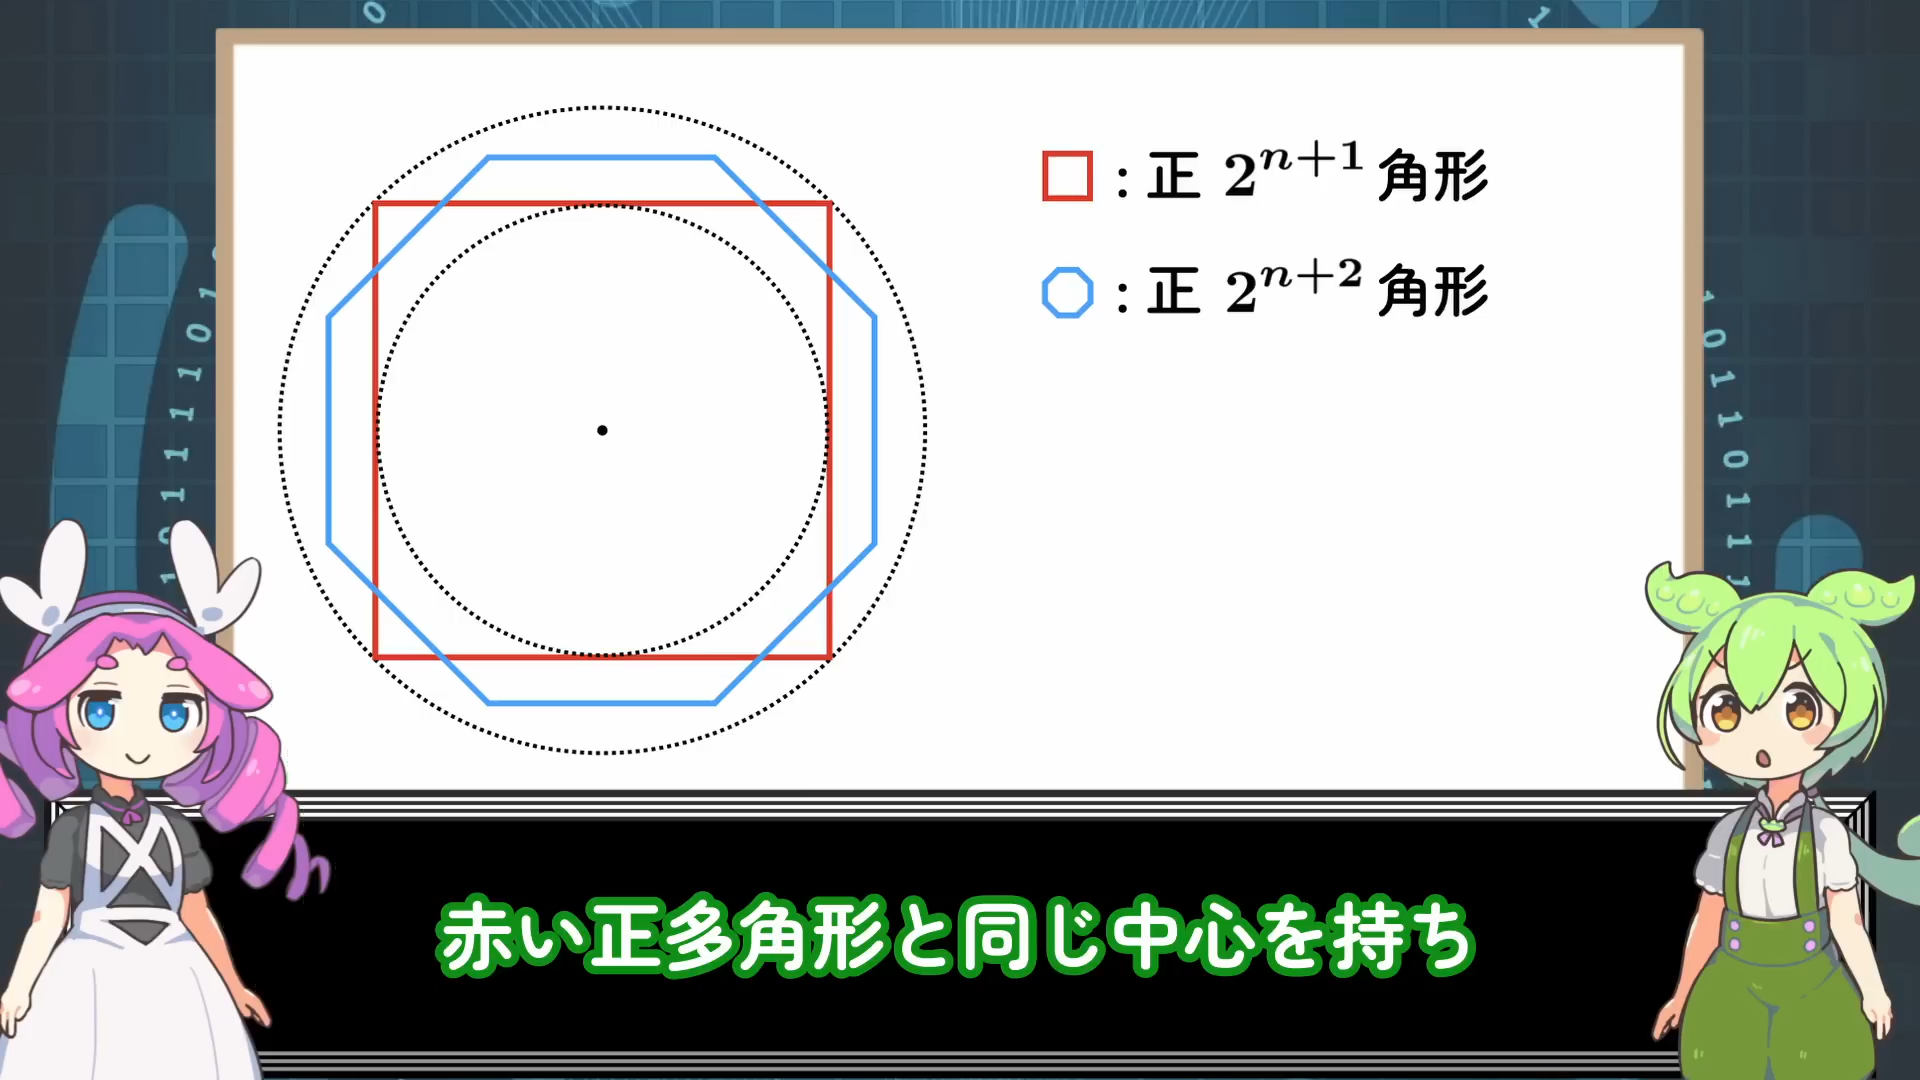 : 正 2^{n+1} 角形
: 正 2^{n+2} 角形
赤い正多角形と同じ中心を持ち